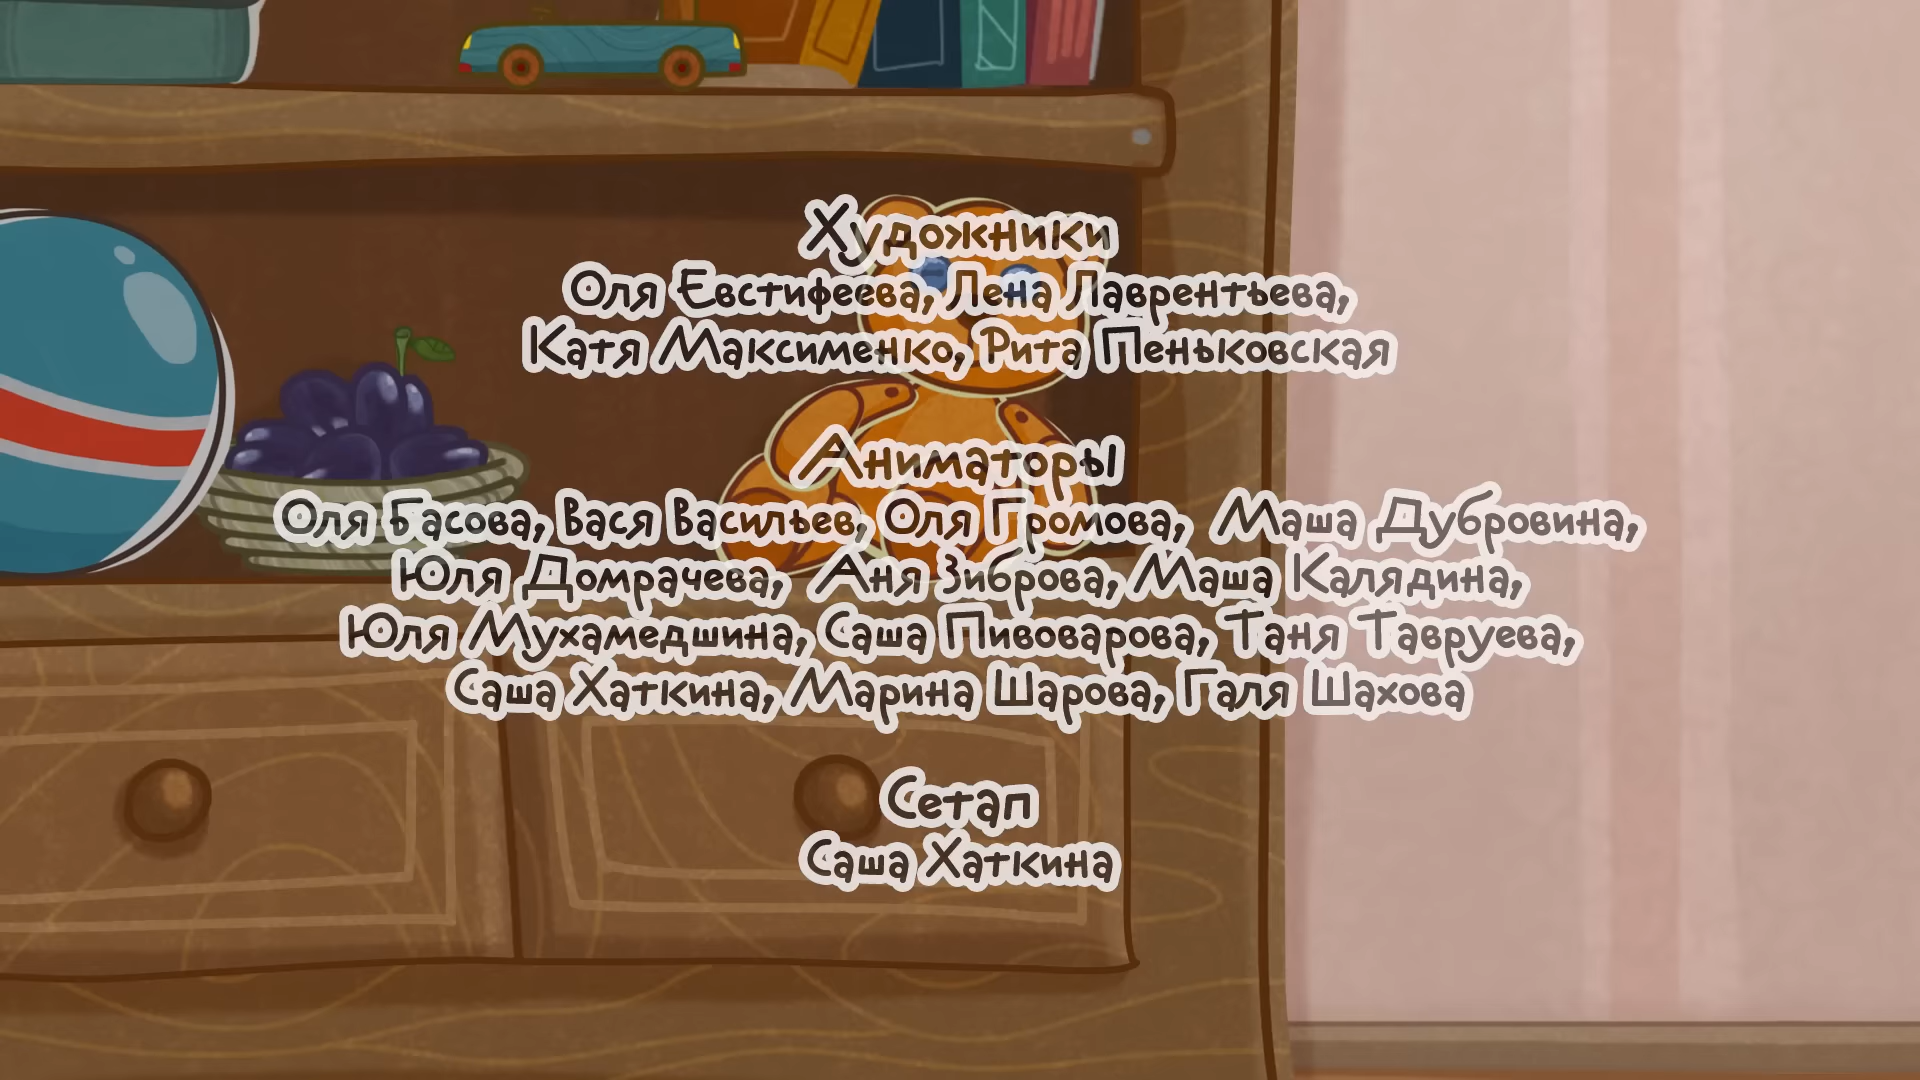 Художники
Оля Евстифеева, Лена Лаврентьева,
Катя Максименко, Рита Пеньковская
Аниматоры
Оля Басова, Вася Васильев, Оля Громова, Маша Дубровина,
Юля Домрачева, Аня Зиброва, Маша Калядина,
Юля Мухамедшина, Саша Пивоварова, Таня Тавруева,
Саша Хаткина, Марина Шарова, Галя Шахова
Сетап
Саша Хаткина